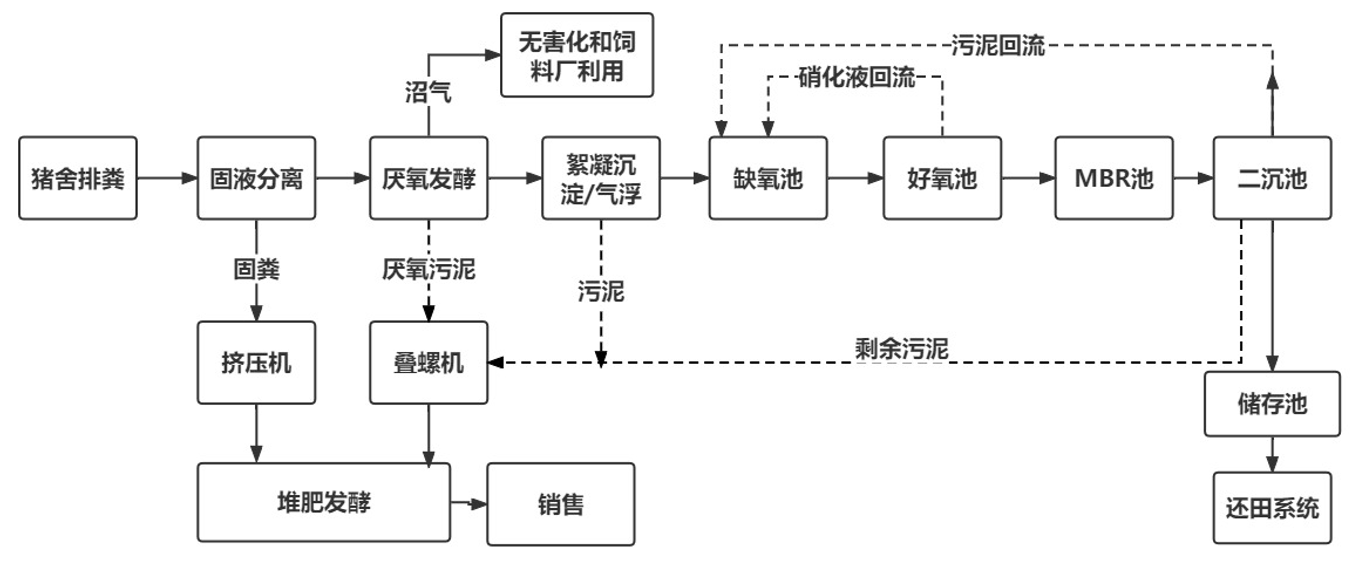 无害化和饲
料厂利用
污泥回流
硝化液回流
沼气
猪舍排粪
固液分离
厌氧发酵
絮凝沉
淀/气浮
缺氧池
好氧池
MBR池
二沉池
固粪
厌氧污泥
污泥
剩余污泥
挤压机
叠螺机
储存池
堆肥发酵
销售
还田系统